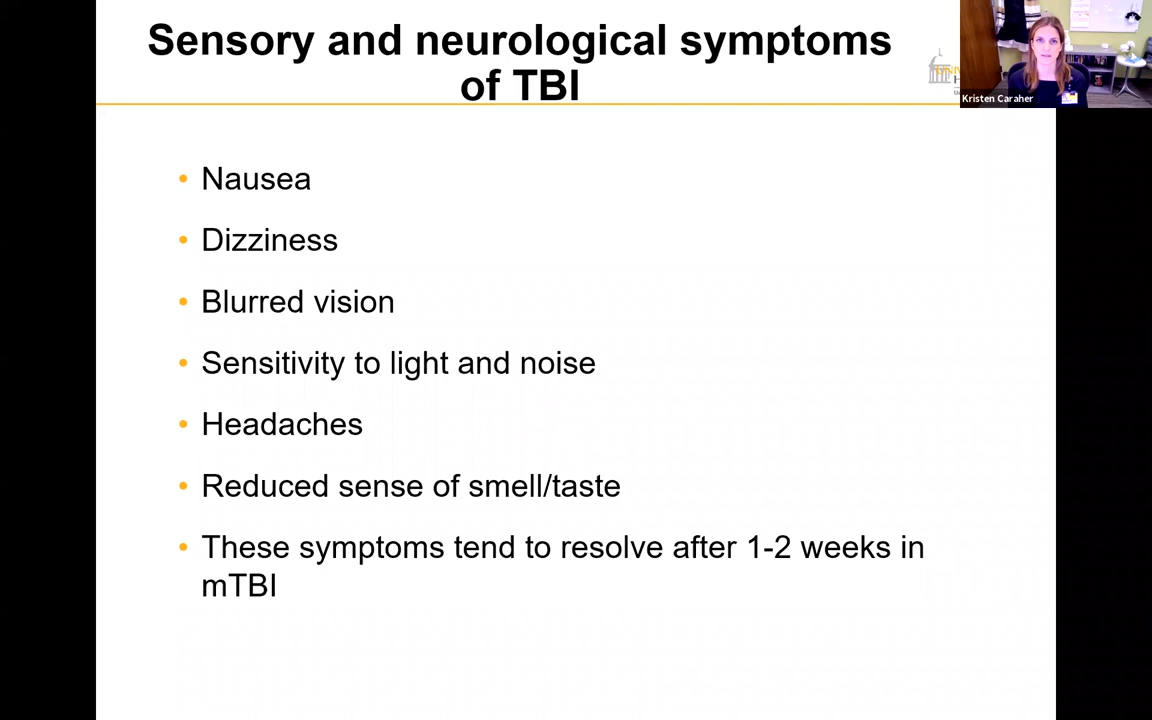 Sensory and neurological symptoms
of TBI
Kristen Caraher
• Nausea
• Dizziness
• Blurred vision
• Sensitivity to light and noise
• Headaches
• Reduced sense of smell/taste
• These symptoms tend to resolve after 1-2 weeks in
mTBI